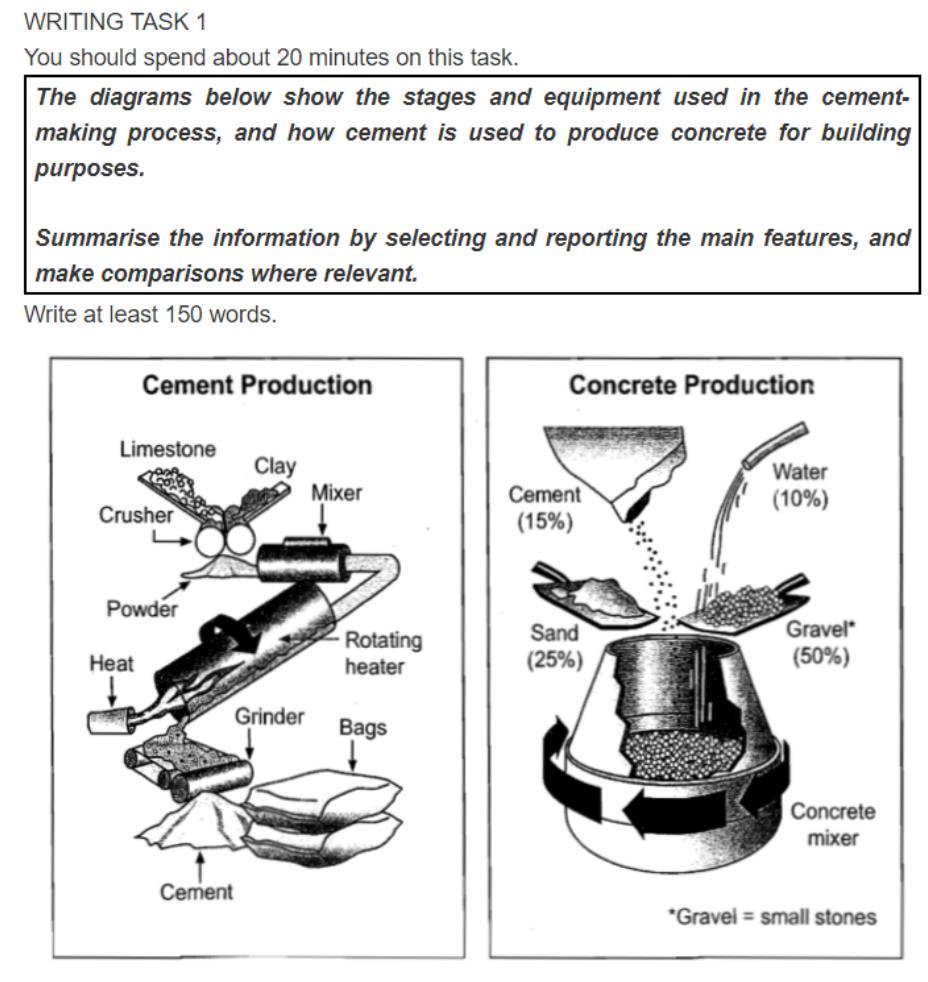 WRITING TASK 1
You should spend about 20 minutes on this task.
The diagrams below show the stages and equipment used in the cement-
making process, and how cement is used to produce concrete for building
purposes.
Summarise the information by selecting and reporting the main features, and
make comparisons where relevant.
Write at least 150 words.
Cement Production
Limestone
Clay
Mixer
Crusher
Powder
Rotating
heater
Heat
Grinder
Bags
Cement
Concrete Production
Water
(10%)
Cement
(15%)
Sand
(25%)
Gravel*
(50%)
Concrete
mixer
*Gravel = small stones